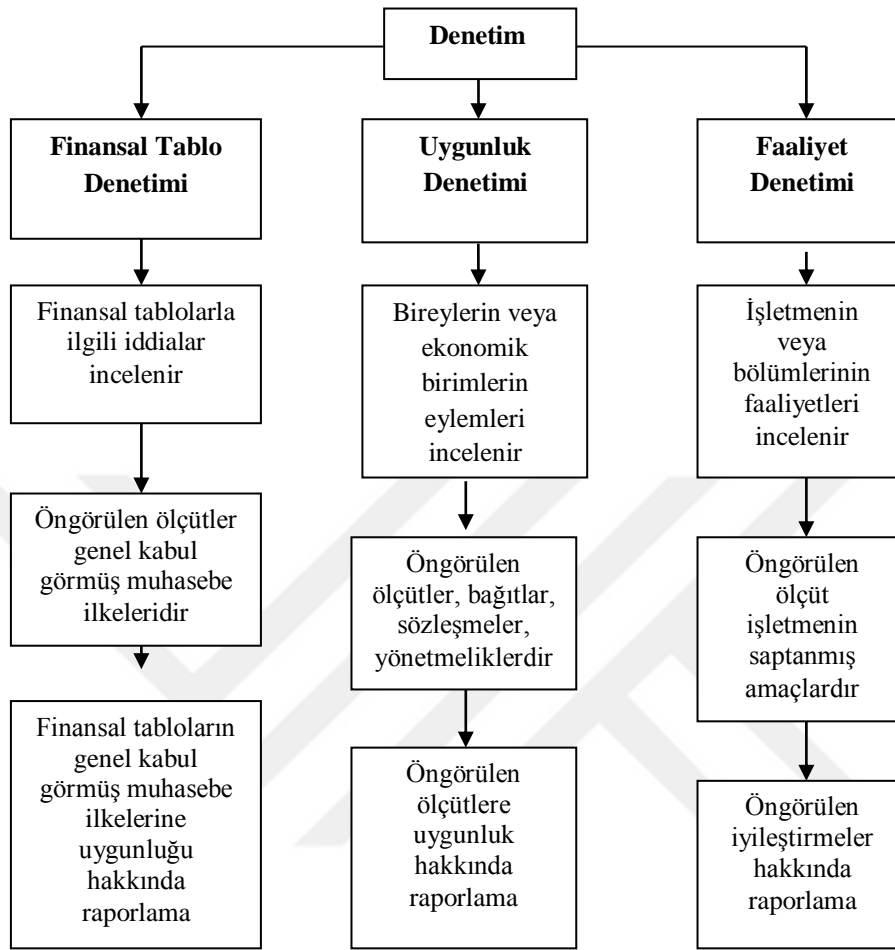 Denetim
Finansal Tablo
Denetimi
Finansal tablolarla
ilgili iddialar
incelenir
Öngörülen ölçütler
genel kabul
görmüş muhasebe
ilkeleridir
Finansal tabloların
genel kabul
görmüş muhasebe
ilkelerine
uygunluğu
hakkında
raporlama
Uygunluk
Denetimi
Bireylerin veya
ekonomik
birimlerin
eylemleri
incelenir
Öngörülen
ölçütler, bağıtlar,
sözleşmeler,
yönetmeliklerdir
Öngörülen
ölçütlere
uygunluk
hakkında
raporlama
Faaliyet
Denetimi
İşletmenin
veya
bölümlerinin
faaliyetleri
incelenir
Öngörülen
ölçüt
işletmenin
saptanmış
amaçlardır
Öngörülen
iyileştirmeler
hakkında
raporlama